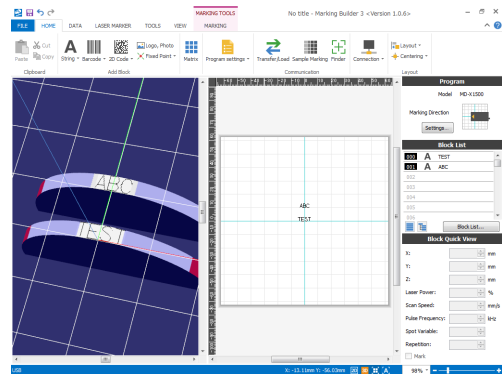 MARKING TOOLS
No title - Marking Builder 3 <Version 1.0.6>
FILE HOME DATA LASER MARKER TOOLS VIEW MARKING
Paste
Cut
Copy
Clipboard
String
Barcode
2D Code
Logo, Photo
Fixed Point
Add Block
Matrix
Program settings
Transfer/Load
Sample Marking
Finder
Communication
Connection
Layout
Centering
Layout
Program
Model MD-X1500
Marking Direction
Settings...
Block List
000 A TEST
001 A ABC
002
003
004
005
006
Block List...
Block Quick View
X: mm
Y: mm
Z: mm
Laser Power: %
Scan Speed: mm/s
Pulse Frequency: kHz
Spot Variable:
Repetition:
Mark
ABC
TEST
ABC
TEST
USB
X: -13.11mm Y: -56.03mm
2D 3D
98%